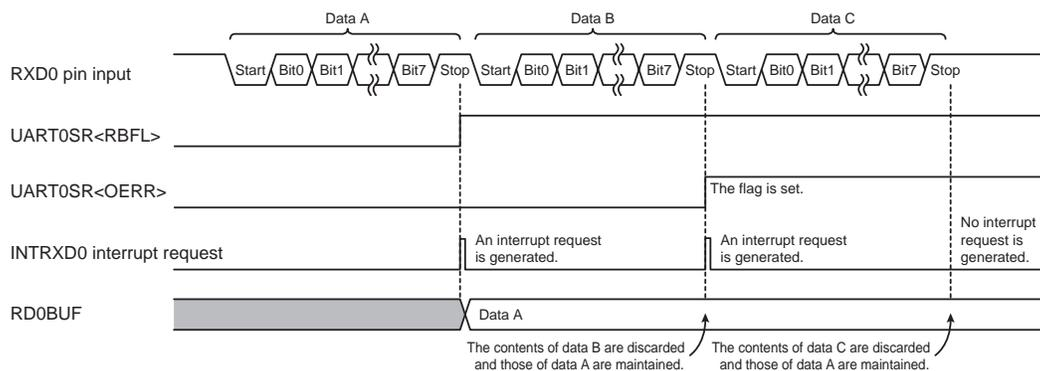 Data A
Data B
Data C
RXD0 pin input
Start Bit0 Bit1 Bit7 Stop Start Bit0 Bit1 Bit7 Stop Start Bit0 Bit1 Bit7 Stop
UART0SR<RBFL>
UART0SR<OERR>
The flag is set.
INTRXD0 interrupt request
An interrupt request
is generated.
An interrupt request
is generated.
No interrupt
request is
generated.
RD0BUF
Data A
The contents of data B are discarded
and those of data A are maintained.
The contents of data C are discarded
and those of data A are maintained.